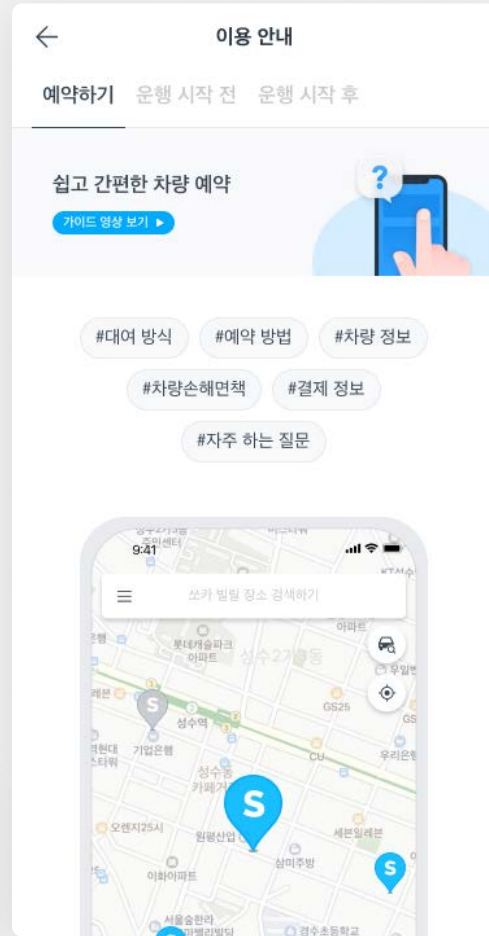 이용 안내
예약하기 운행 시작 전 운행 시작 후
쉽고 간편한 차량 예약
가이드 영상 보기 ▶
?
#대여 방식 #예약 방법 #차량 정보
#차량손해면책 #결제 정보
#자주 하는 질문
9:41
쏘카 빌릴 장소 검색하기
아파트
롯데캐슬파크
아파트
성수2가3동
GS25
S
성수역
기업은행
CU
우리은행
성수동
S
오렌지25시
원평산업
세븐일레븐
삼미주방
S
이화아파트
서울숲한라
경수초등학교